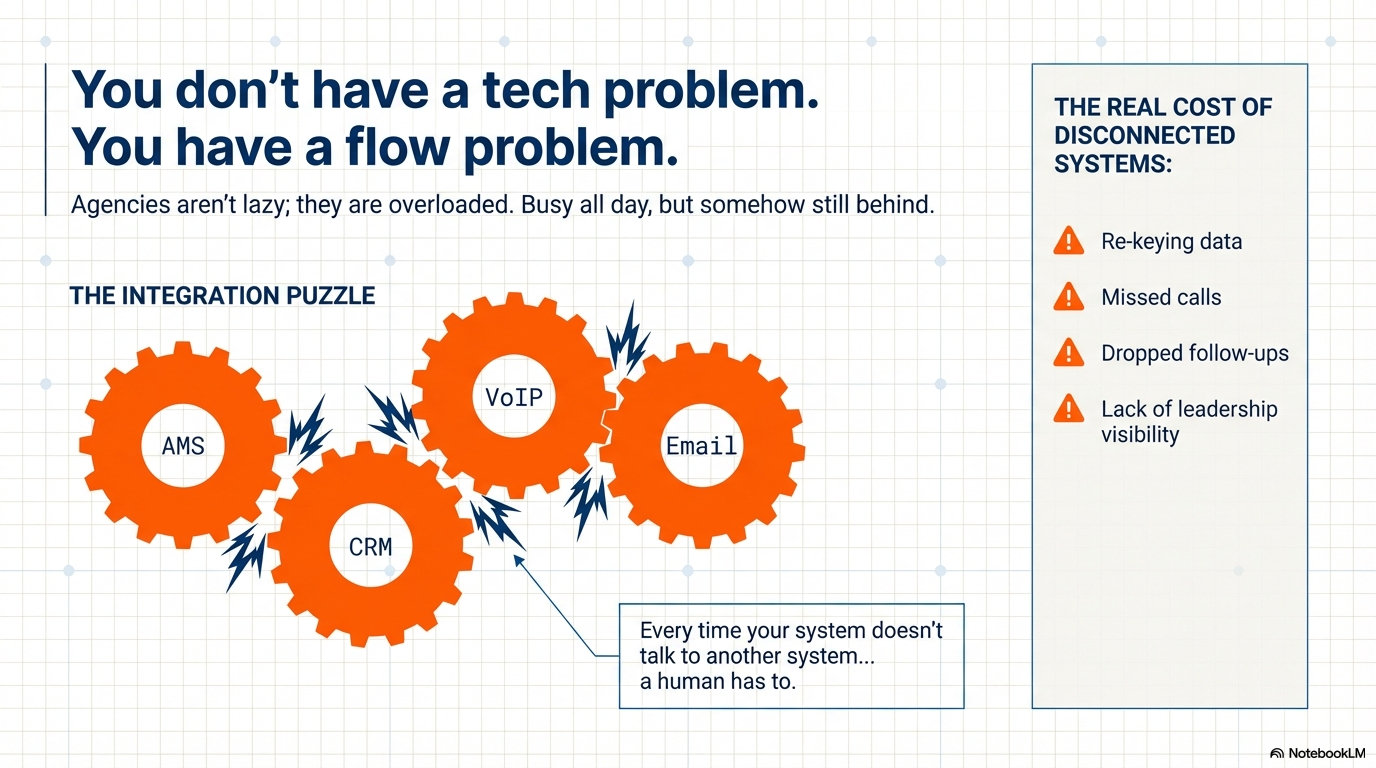 You don’t have a tech problem.
You have a flow problem.
Agencies aren’t lazy; they are overloaded. Busy all day, but somehow still behind.
THE INTEGRATION PUZZLE
AMS
CRM
VoIP
Email
Every time your system doesn’t
talk to another system...
a human has to.
THE REAL COST OF
DISCONNECTED
SYSTEMS:
Re-keying data
Missed calls
Dropped follow-ups
Lack of leadership
visibility
NotebookLM